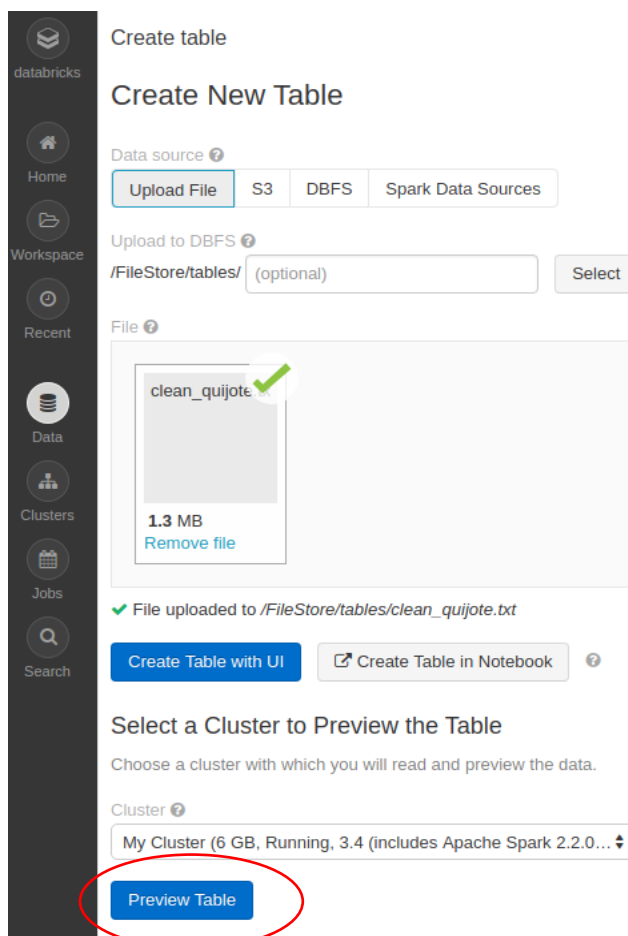 databricks
Home
Workspace
Recent
Data
Clusters
Jobs
Search
Create table
Create New Table
Data source ?
Upload File S3 DBFS Spark Data Sources
Upload to DBFS ?
/FileStore/tables/ (optional) Select
File ?
clean_quijote.txt
1.3 MB
Remove file
File uploaded to /FileStore/tables/clean_quijote.txt
Create Table with UI Create Table in Notebook ?
Select a Cluster to Preview the Table
Choose a cluster with which you will read and preview the data.
Cluster ?
My Cluster (6 GB, Running, 3.4 (includes Apache Spark 2.2.0...
Preview Table